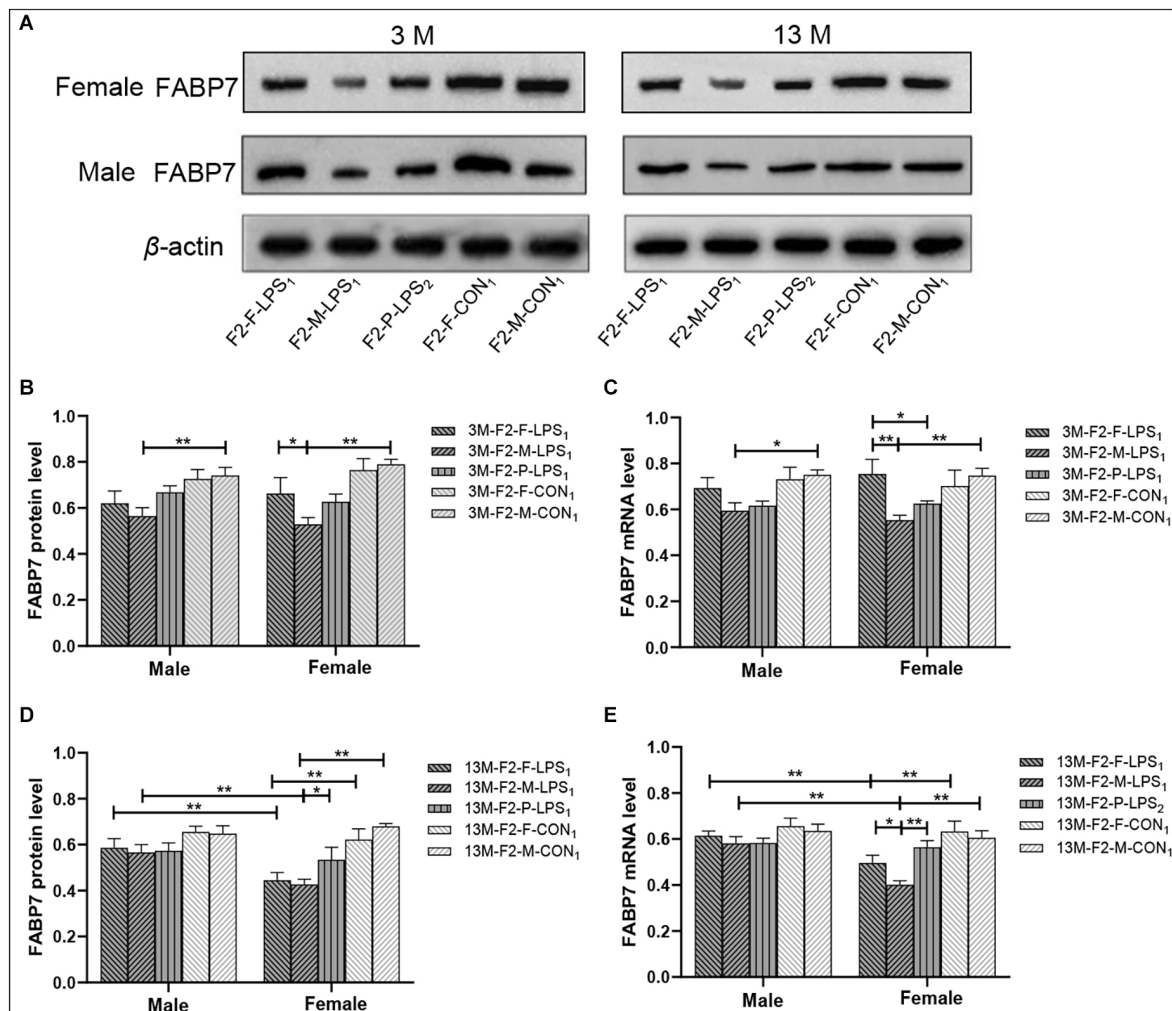 A
3 M 13 M
Female FABP7
Male FABP7
β-actin
F2-F-LPS₁ F2-M-LPS₁ F2-P-LPS₂ F2-F-CON₁ F2-M-CON₁ F2-F-LPS₁ F2-M-LPS₁ F2-P-LPS₂ F2-F-CON₁ F2-M-CON₁
B
FABP7 protein level
1.0
0.8
0.6
0.4
0.2
0.0
** * **
Male Female
3M-F2-F-LPS₁
3M-F2-M-LPS₁
3M-F2-P-LPS₁
3M-F2-F-CON₁
3M-F2-M-CON₁
C
FABP7 mRNA level
1.0
0.8
0.6
0.4
0.2
0.0
*
* ** **
Male Female
3M-F2-F-LPS₁
3M-F2-M-LPS₁
3M-F2-P-LPS₁
3M-F2-F-CON₁
3M-F2-M-CON₁
D
FABP7 protein level
1.0
0.8
0.6
0.4
0.2
0.0
**
**
** *
**
Male Female
13M-F2-F-LPS₁
13M-F2-M-LPS₁
13M-F2-P-LPS₁
13M-F2-F-CON₁
13M-F2-M-CON₁
E
FABP7 mRNA level
1.0
0.8
0.6
0.4
0.2
0.0
** **
** **
* **
Male Female
13M-F2-F-LPS₁
13M-F2-M-LPS₁
13M-F2-P-LPS₂
13M-F2-F-CON₁
13M-F2-M-CON₁